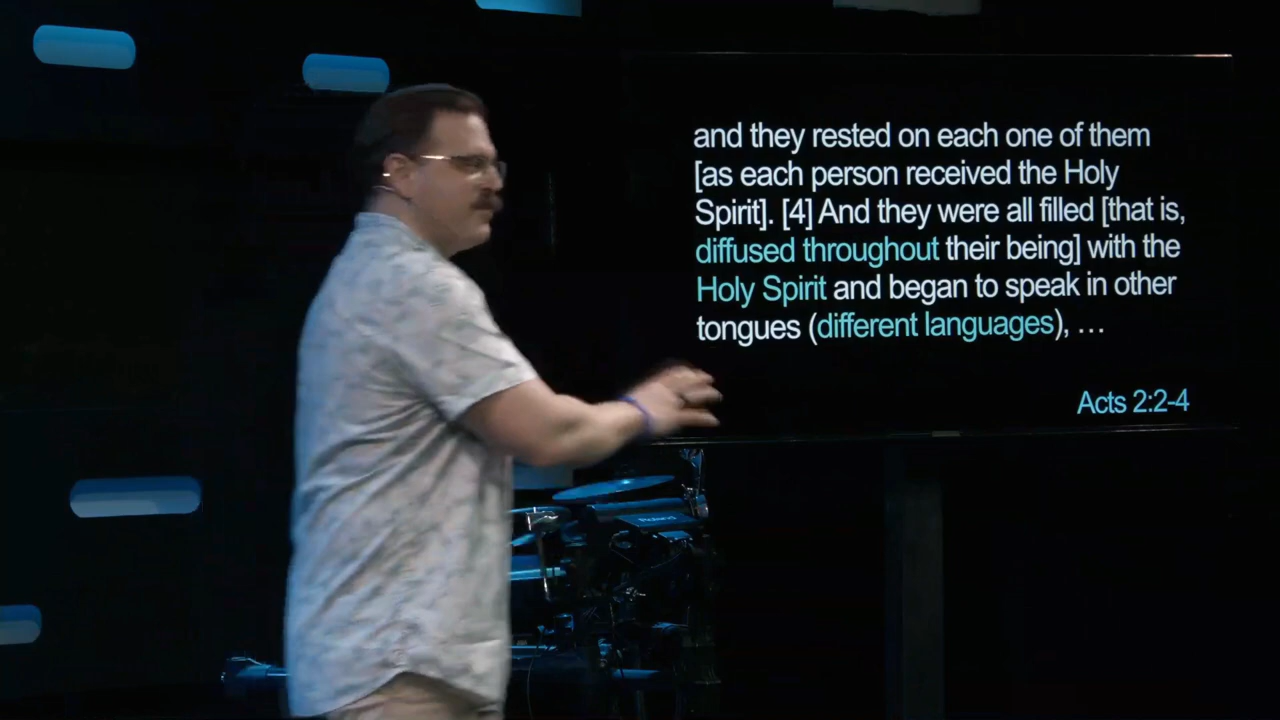 and they rested on each one of them
[as each person received the Holy
Spirit]. [4] And they were all filled [that is,
diffused throughout their being] with the
Holy Spirit and began to speak in other
tongues (different languages), …
Acts 2:2-4
Roland